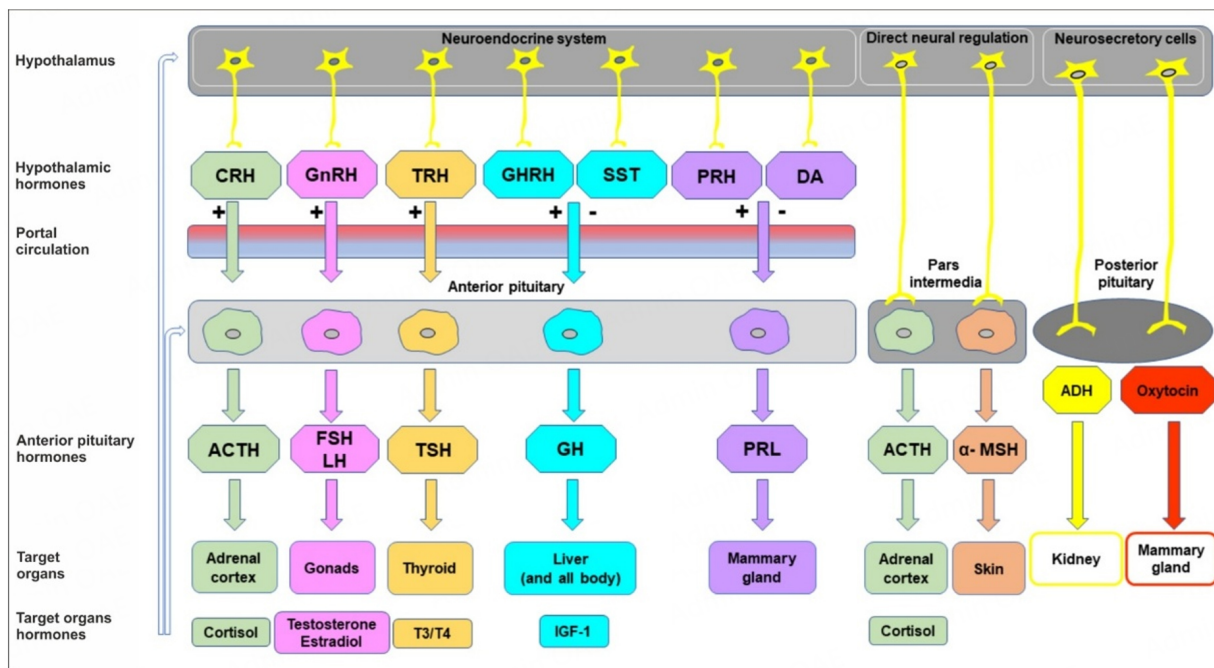 Neuroendocrine system
Direct neural regulation
Neurosecretory cells
Hypothalamus
Hypothalamic
hormones
CRH
GnRH
TRH
GHRH
SST
PRH
DA
+
+
+
+ -
+ -
Portal
circulation
Anterior pituitary
Pars
intermedia
Posterior
pituitary
ADH
Oxytocin
Anterior pituitary
hormones
ACTH
FSH
LH
TSH
GH
PRL
ACTH
α- MSH
Target
organs
Adrenal
cortex
Gonads
Thyroid
Liver
(and all body)
Mammary
gland
Adrenal
cortex
Skin
Kidney
Mammary
gland
Target organs
hormones
Cortisol
Testosterone
Estradiol
T3/T4
IGF-1
Cortisol